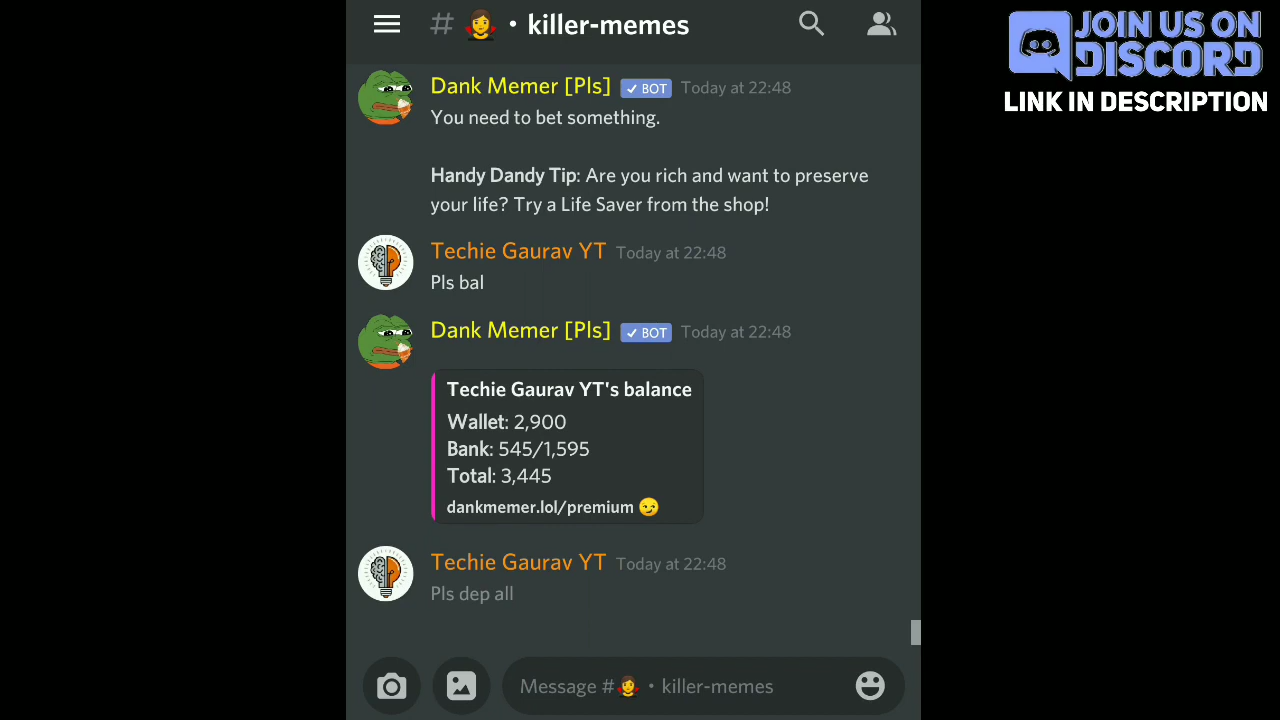 # • killer-memes
JOIN US ON
DISCORD
LINK IN DESCRIPTION
Dank Memer [Pls] ✓ BOT Today at 22:48
You need to bet something.
Handy Dandy Tip: Are you rich and want to preserve
your life? Try a Life Saver from the shop!
Techie Gaurav YT Today at 22:48
Pls bal
Dank Memer [Pls] ✓ BOT Today at 22:48
Techie Gaurav YT's balance
Wallet: 2,900
Bank: 545/1,595
Total: 3,445
dankmemer.lol/premium 😏
Techie Gaurav YT Today at 22:48
Pls dep all
Message # • killer-memes